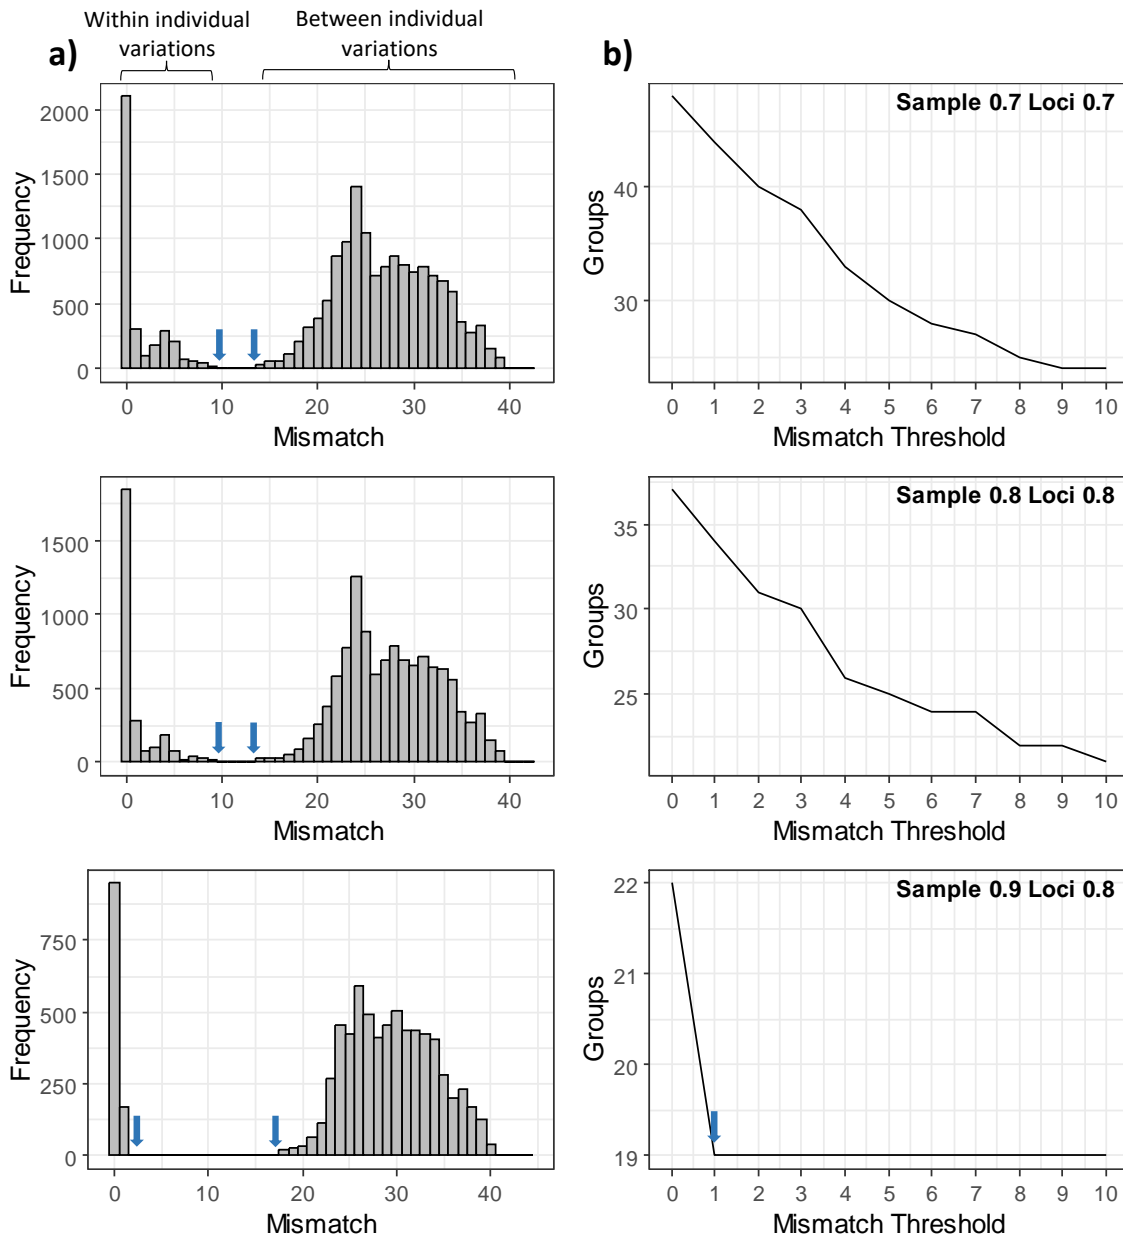 Within individual
variations
Between individual
variations
a)
b)
2000
1500
1000
500
0
Frequency
0 10 20 30 40
Mismatch
Sample 0.7 Loci 0.7
40
30
Groups
0 1 2 3 4 5 6 7 8 9 10
Mismatch Threshold
1500
1000
500
0
Frequency
0 10 20 30 40
Mismatch
Sample 0.8 Loci 0.8
35
30
25
Groups
0 1 2 3 4 5 6 7 8 9 10
Mismatch Threshold
750
500
250
0
Frequency
0 10 20 30 40
Mismatch
Sample 0.9 Loci 0.8
22
21
20
19
Groups
0 1 2 3 4 5 6 7 8 9 10
Mismatch Threshold